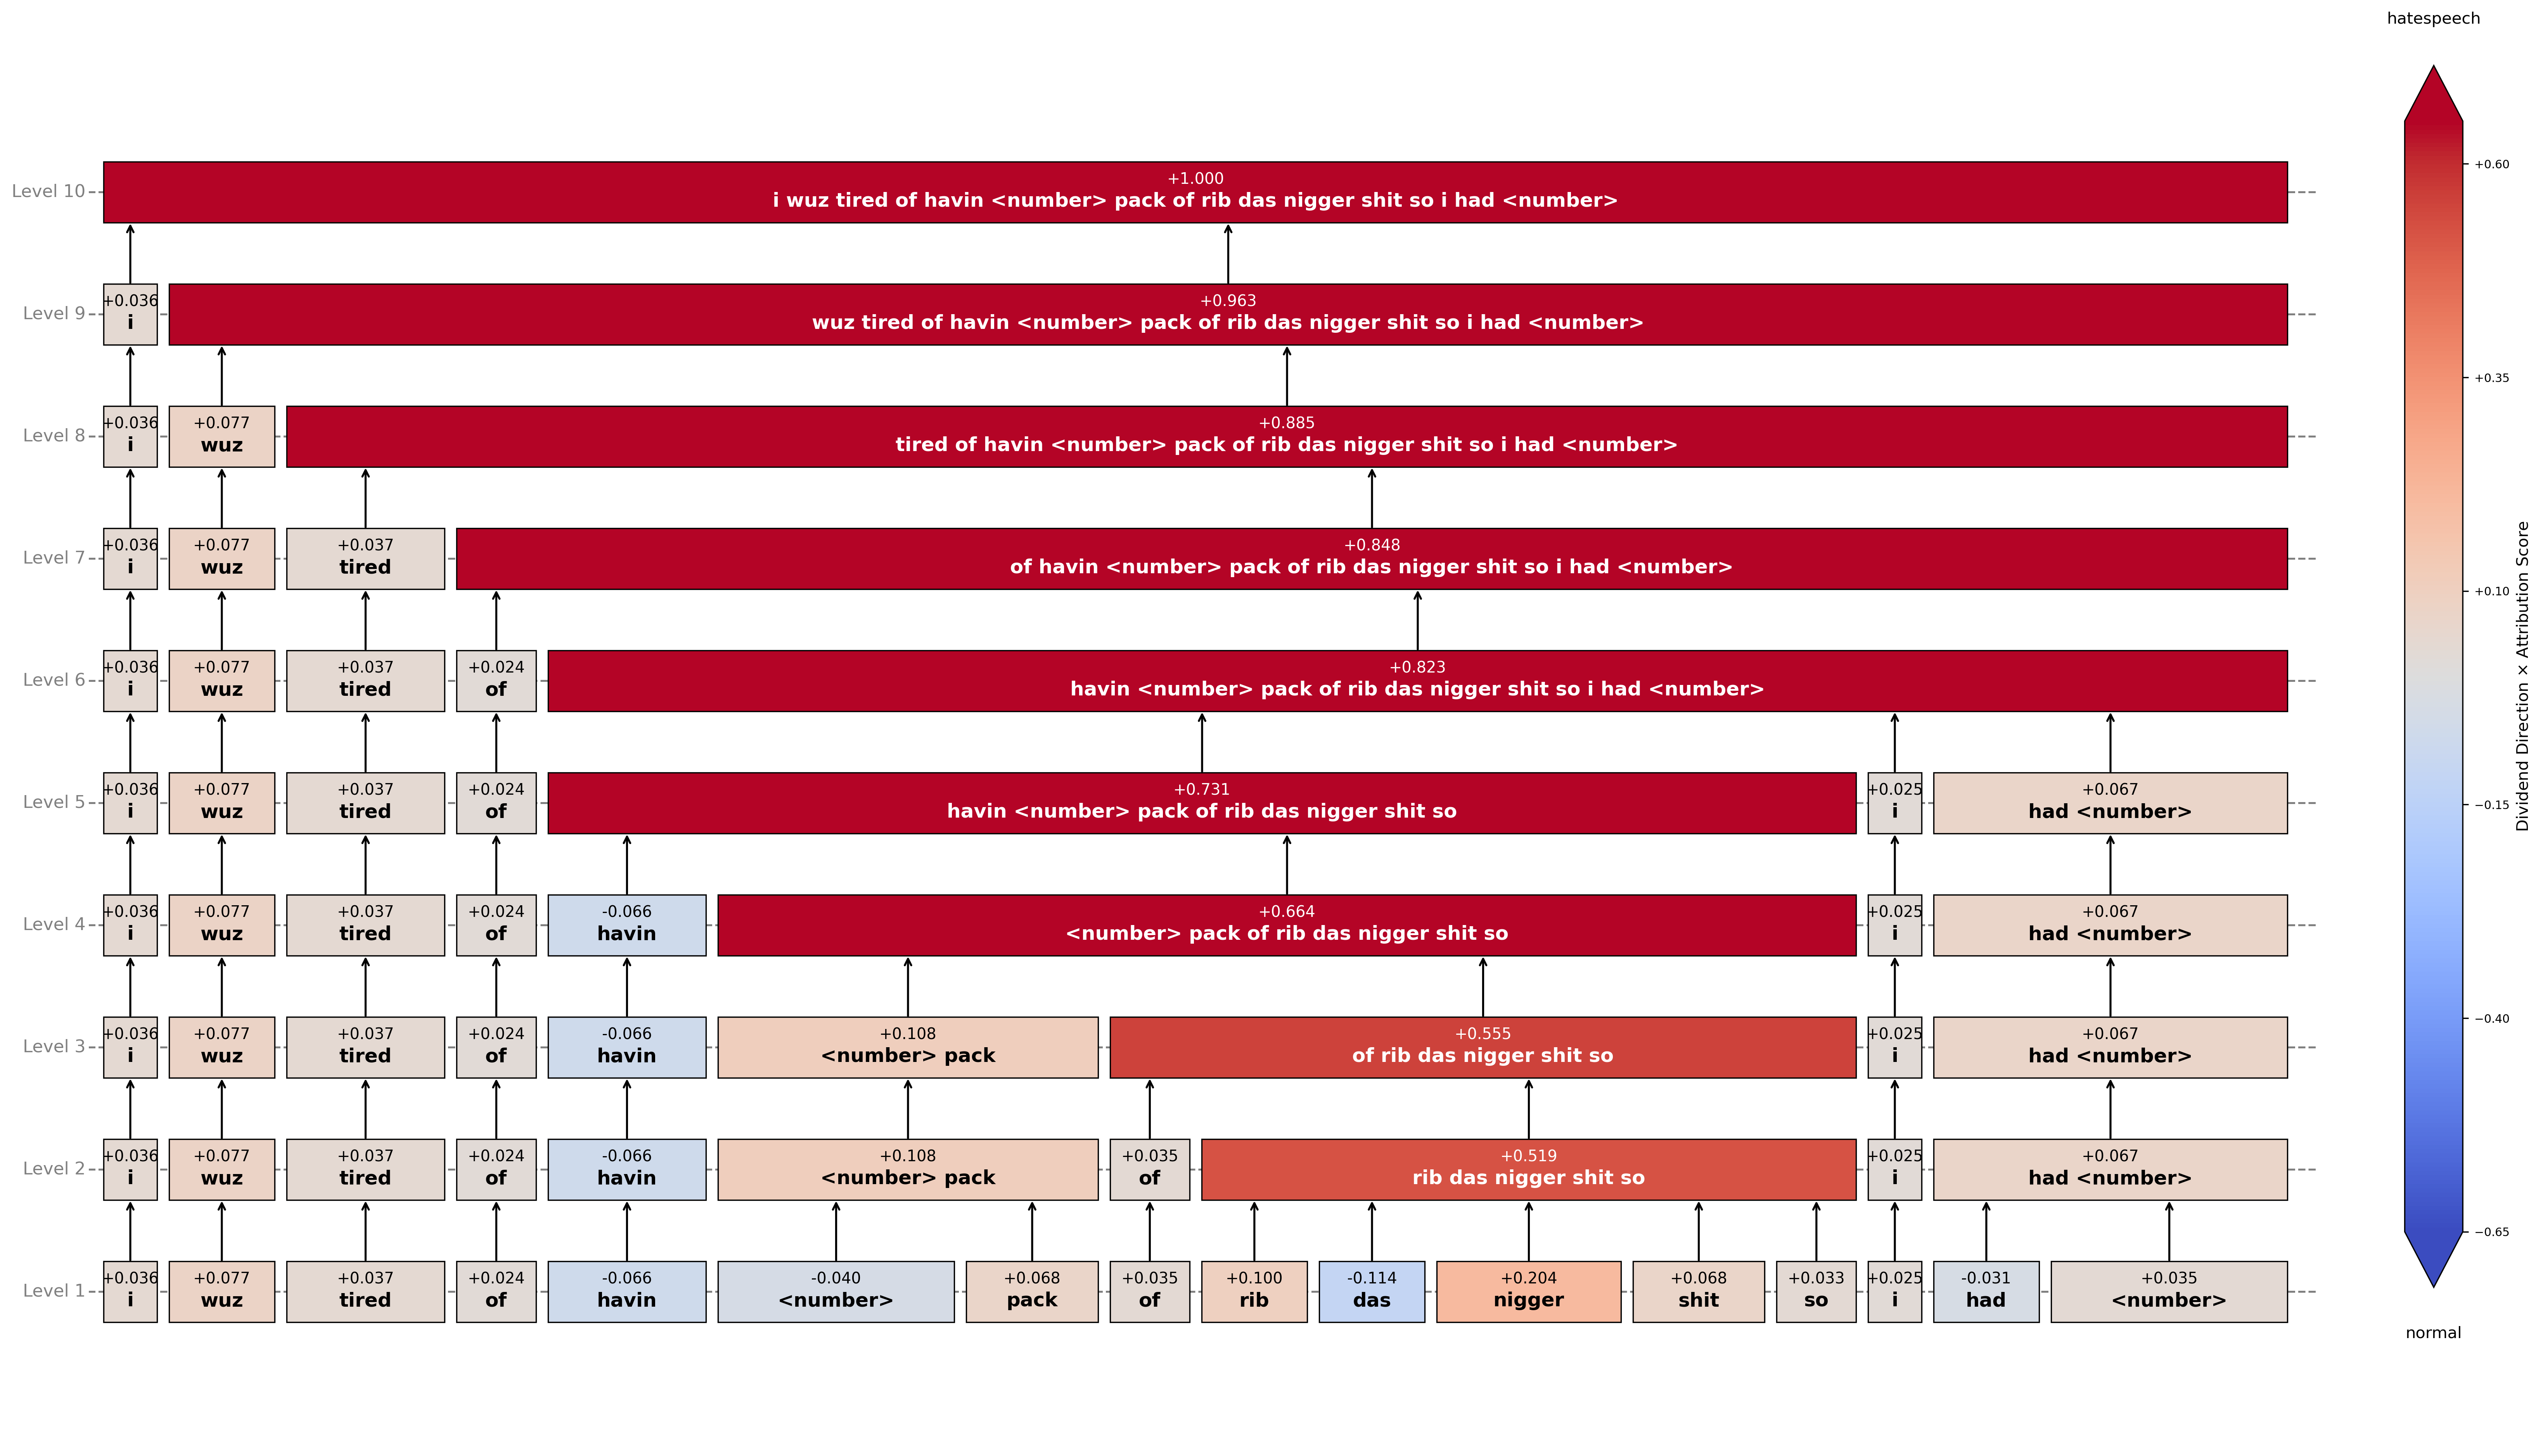 hatespeech
Level 10
+1.000
i wuz tired of havin <number> pack of rib das nigger shit so i had <number>
Level 9
+0.036
i
+0.963
wuz tired of havin <number> pack of rib das nigger shit so i had <number>
Level 8
+0.036
i
+0.077
wuz
+0.885
tired of havin <number> pack of rib das nigger shit so i had <number>
Level 7
+0.036
i
+0.077
wuz
+0.037
tired
+0.848
of havin <number> pack of rib das nigger shit so i had <number>
Level 6
+0.036
i
+0.077
wuz
+0.037
tired
+0.024
of
+0.823
havin <number> pack of rib das nigger shit so i had <number>
Level 5
+0.036
i
+0.077
wuz
+0.037
tired
+0.024
of
+0.731
havin <number> pack of rib das nigger shit so
+0.025
i
+0.067
had <number>
Level 4
+0.036
i
+0.077
wuz
+0.037
tired
+0.024
of
-0.066
havin
+0.664
<number> pack of rib das nigger shit so
+0.025
i
+0.067
had <number>
Level 3
+0.036
i
+0.077
wuz
+0.037
tired
+0.024
of
-0.066
havin
+0.108
<number> pack
+0.555
of rib das nigger shit so
+0.025
i
+0.067
had <number>
Level 2
+0.036
i
+0.077
wuz
+0.037
tired
+0.024
of
-0.066
havin
+0.108
<number> pack
+0.035
of
+0.519
rib das nigger shit so
+0.025
i
+0.067
had <number>
Level 1
+0.036
i
+0.077
wuz
+0.037
tired
+0.024
of
-0.066
havin
-0.040
<number>
+0.068
pack
+0.035
of
+0.100
rib
-0.114
das
+0.204
nigger
+0.068
shit
+0.033
so
+0.025
i
-0.031
had
+0.035
<number>
+0.60
+0.35
+0.10
−0.15
−0.40
−0.65
Dividend Direction × Attribution Score
normal